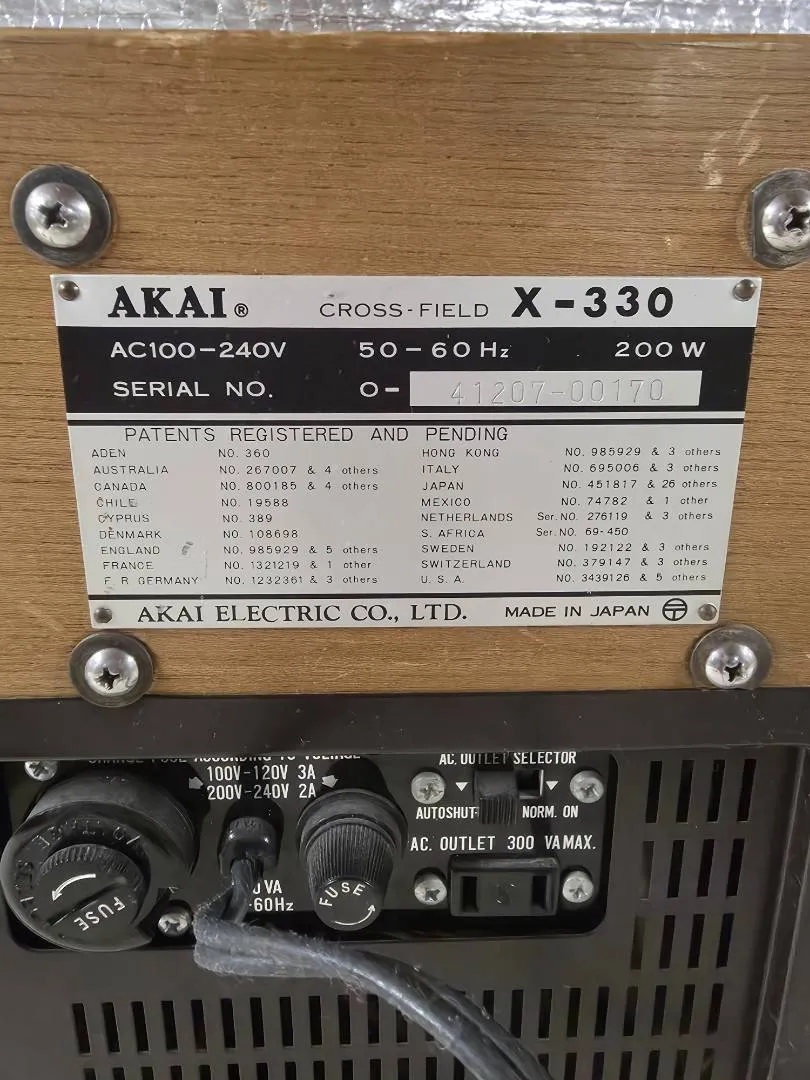 AKAI® CROSS-FIELD X-330
AC100-240V 50-60Hz 200W
SERIAL NO. O- 41207-00170
PATENTS REGISTERED AND PENDING
ADEN NO. 360 HONG KONG NO. 985929 & 3 others
AUSTRALIA NO. 267007 & 4 others ITALY NO. 695006 & 3 others
CANADA NO. 800185 & 4 others JAPAN NO. 451817 & 26 others
CHILE NO. 19588 MEXICO NO. 74782 & 1 other
CYPRUS NO. 389 NETHERLANDS Ser. NO. 276119 & 3 others
DENMARK NO. 108698 S. AFRICA Ser. NO. 69-450
ENGLAND NO. 985929 & 5 others SWEDEN NO. 192122 & 3 others
FRANCE NO. 1321219 & 1 other SWITZERLAND NO. 379147 & 3 others
F. R. GERMANY NO. 1232361 & 3 others U. S. A. NO. 3439126 & 5 others
AKAI ELECTRIC CO., LTD. MADE IN JAPAN
CHANGE FUSE ACCORDING TO VOLTAGE
100V-120V 3A
200V-240V 2A
AC. OUTLET SELECTOR
AUTOSHUT NORM. ON
AC. OUTLET 300 VA MAX.
VA
-60Hz
FUSE
FUSE